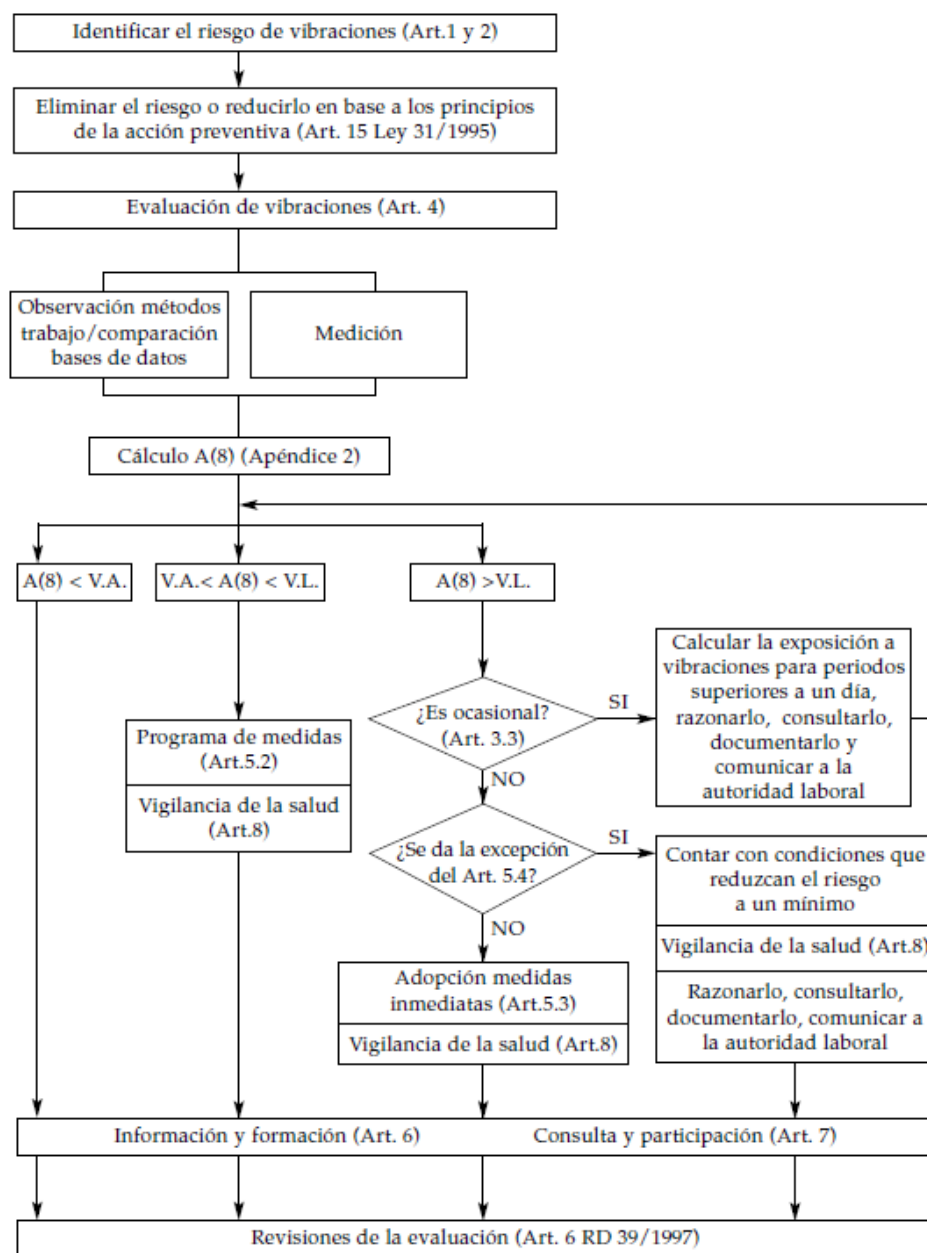 Identificar el riesgo de vibraciones (Art.1 y 2)
Eliminar el riesgo o reducirlo en base a los principios
de la acción preventiva (Art. 15 Ley 31/1995)
Evaluación de vibraciones (Art. 4)
Observación métodos
trabajo/comparación
bases de datos
Medición
Cálculo A(8) (Apéndice 2)
A(8) < V.A.
V.A.< A(8) < V.L.
A(8) >V.L.
¿Es ocasional?
(Art. 3.3)
SI
Calcular la exposición a
vibraciones para periodos
superiores a un día,
razonarlo, consultarlo,
documentarlo y
comunicar a la
autoridad laboral
NO
Programa de medidas
(Art.5.2)
Vigilancia de la salud
(Art.8)
¿Se da la excepción
del Art. 5.4?
SI
Contar con condiciones que
reduzcan el riesgo
a un mínimo
Vigilancia de la salud (Art.8)
Razonarlo, consultarlo,
documentarlo, comunicar a
la autoridad laboral
NO
Adopción medidas
inmediatas (Art.5.3)
Vigilancia de la salud (Art.8)
Información y formación (Art. 6)
Consulta y participación (Art. 7)
Revisiones de la evaluación (Art. 6 RD 39/1997)